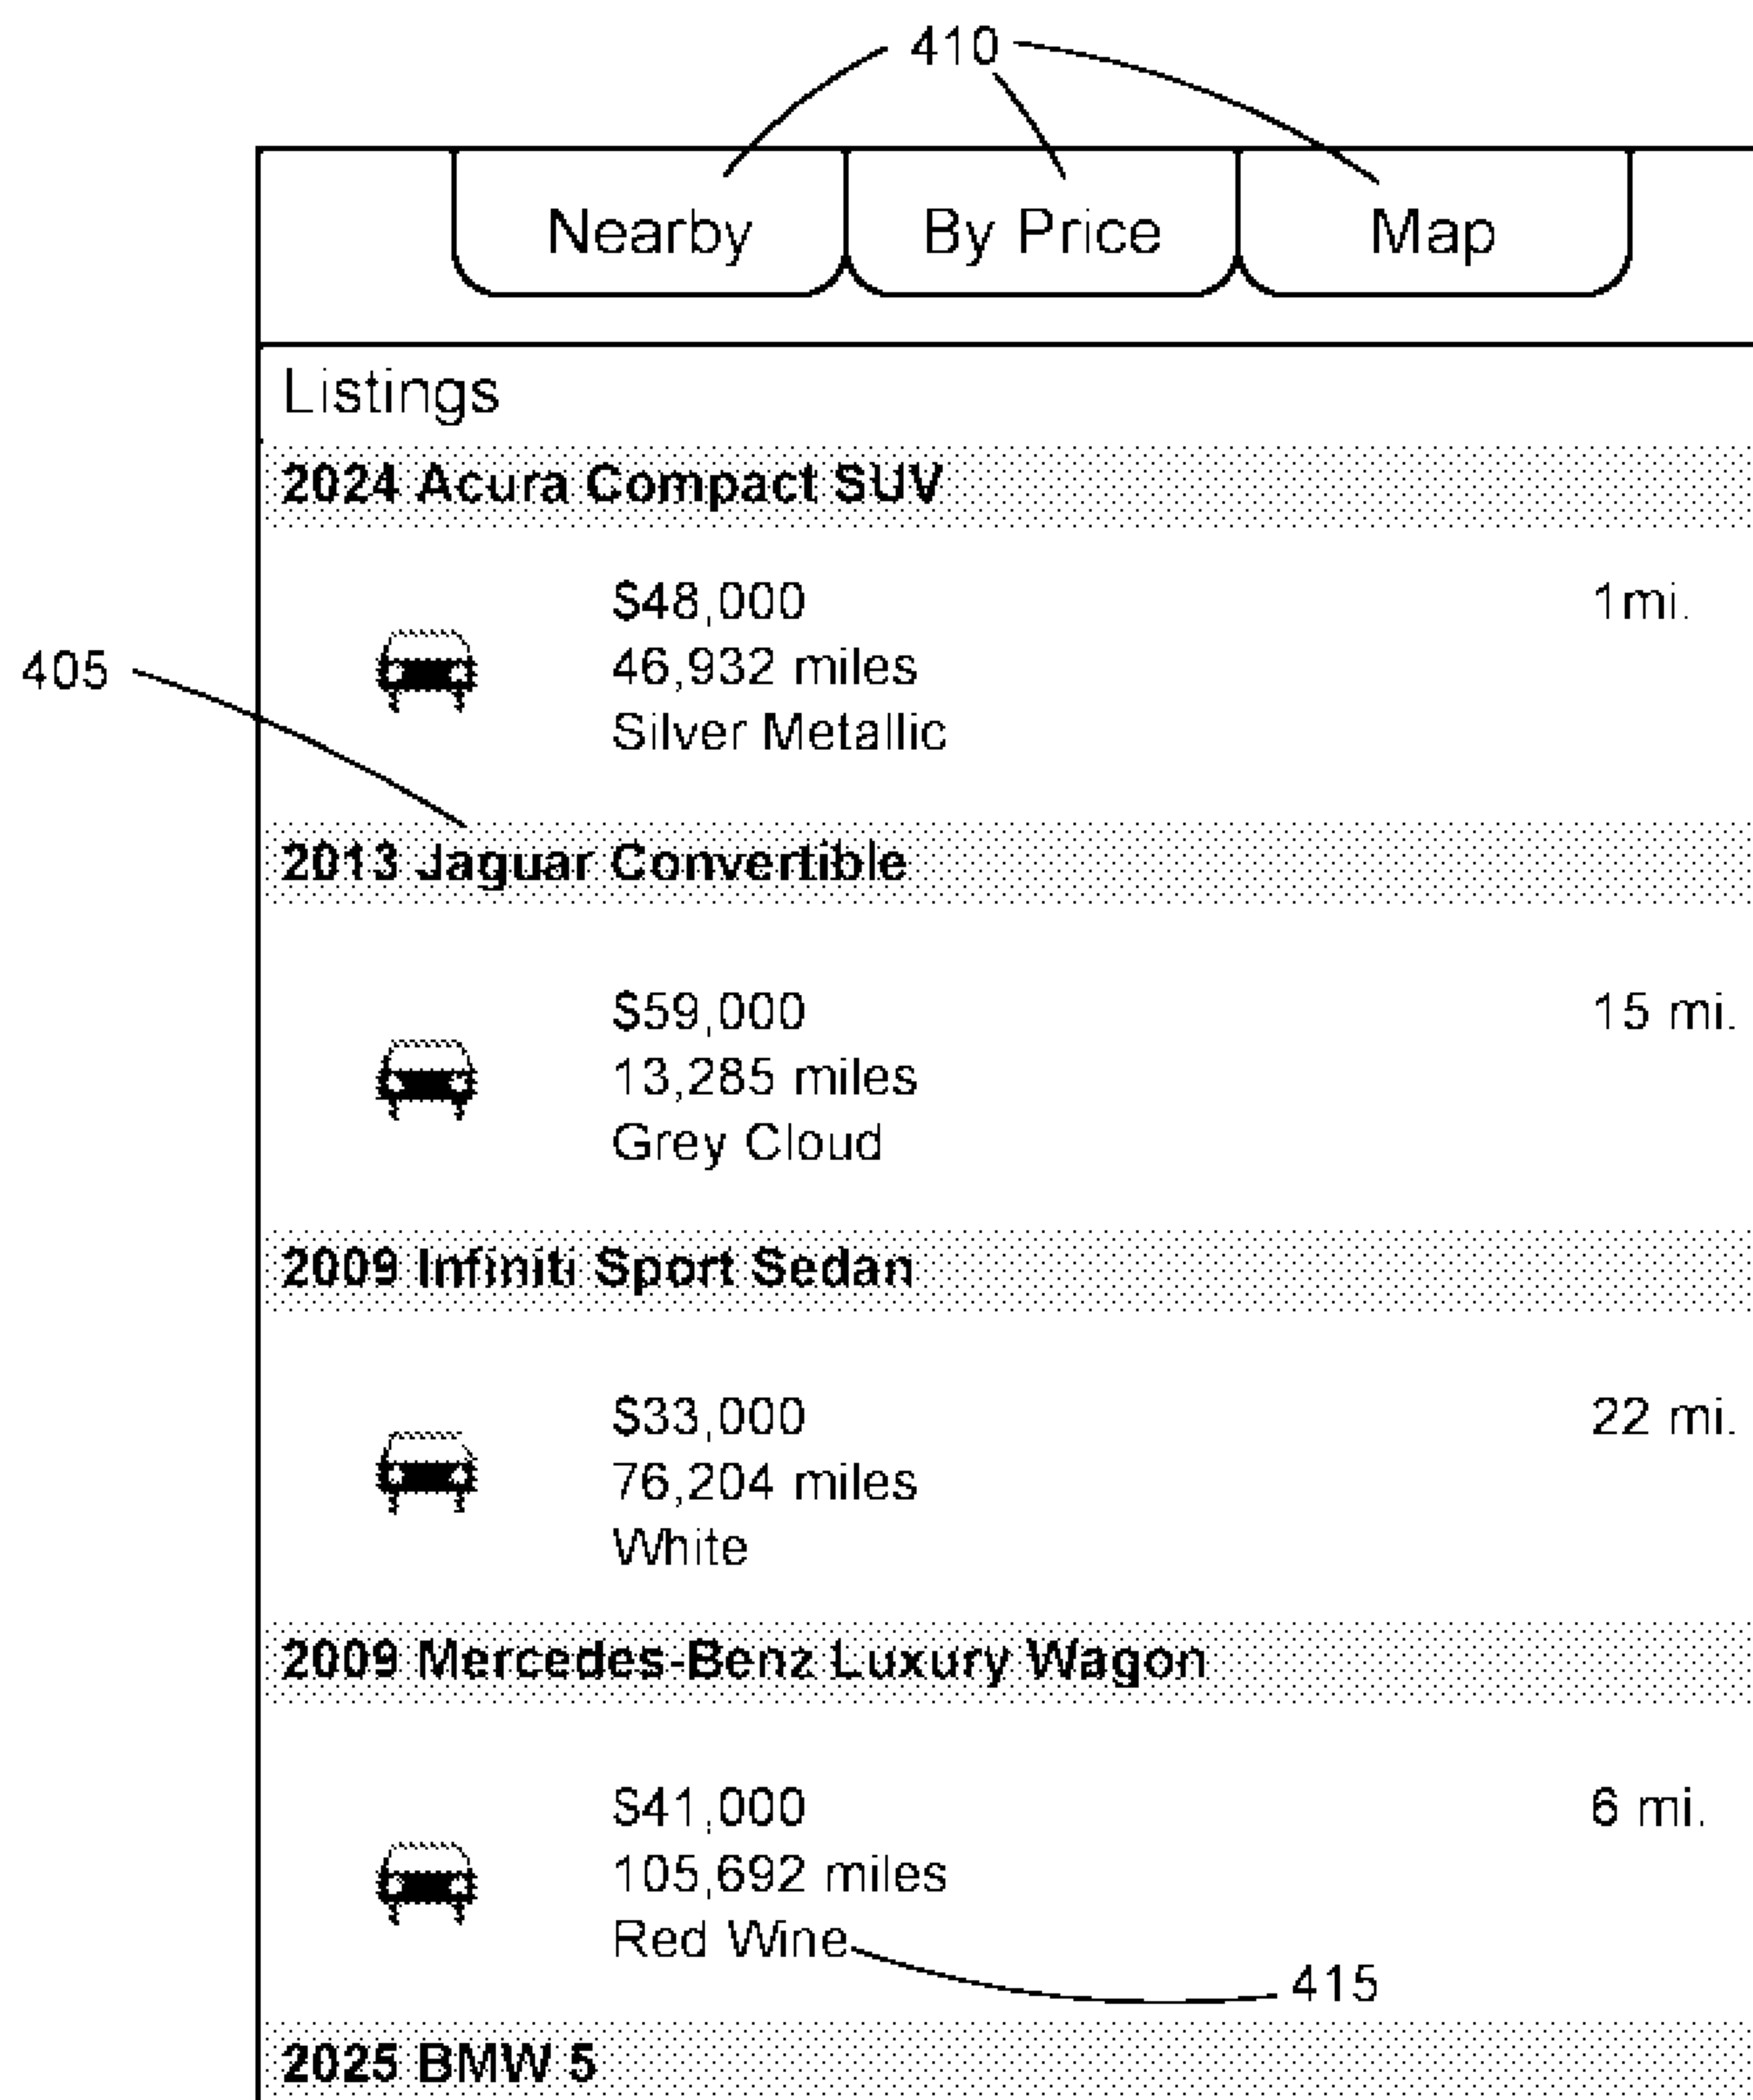 410
Nearby By Price Map
Listings
2024 Acura Compact SUV
$48,000 1mi.
46,932 miles
405
Silver Metallic
2013 Jaguar Convertible
$59,000 15 mi.
13,285 miles
Grey Cloud
2009 Infiniti Sport Sedan
$33,000 22 mi.
76,204 miles
White
2009 Mercedes-Benz Luxury Wagon
$41,000 6 mi.
105,692 miles
Red Wine
415
2025 BMW 5